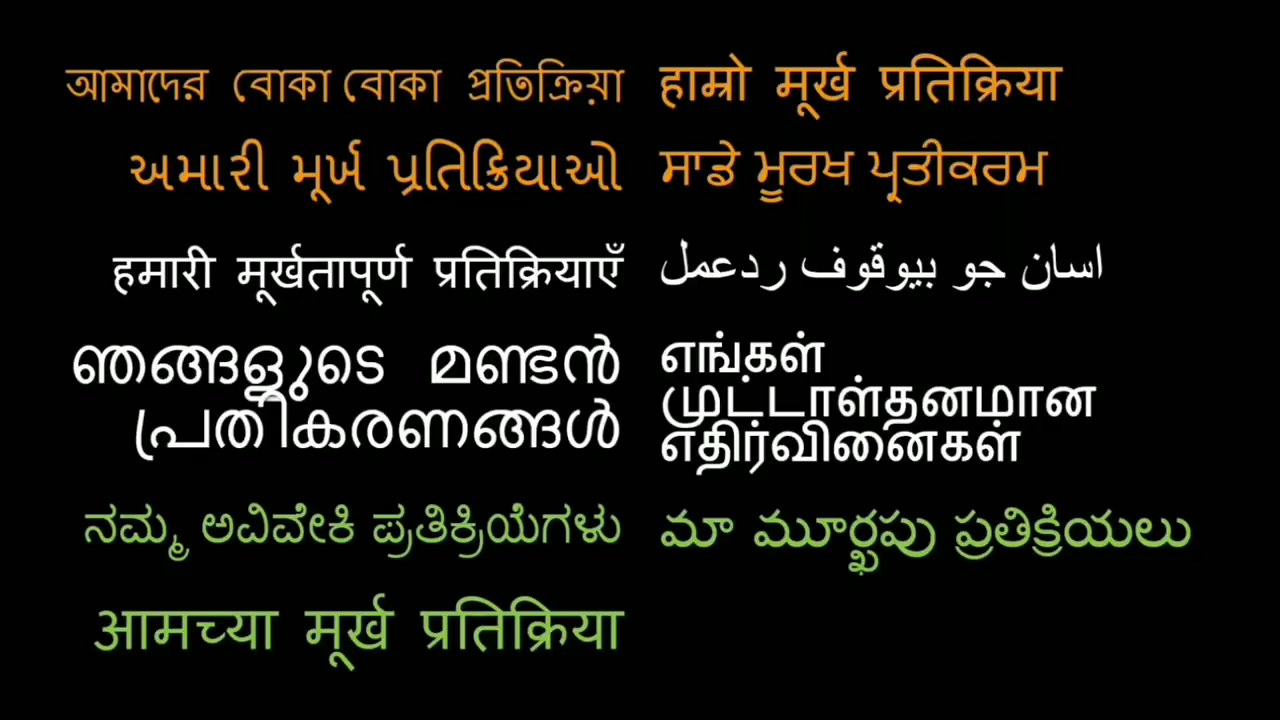 আমাদের বোকা বোকা প্রতিক্রিয়া
हाम्रो मूर्ख प्रतिक्रिया
અમારી મૂર્ખ પ્રતિક્રિયાઓ
ਸਾਡੇ ਮੂਰਖ ਪ੍ਰਤੀਕਰਮ
हमारी मूर्खतापूर्ण प्रतिक्रियाएँ
اسان جو بيوقوف ردعمل
ഞങ്ങളുടെ മണ്ടൻ
പ്രതികരണങ്ങൾ
எங்கள்
முட்டாள்தனமான
எதிர்வினைகள்
ನಮ್ಮ ಅವಿವೇಕಿ ಪ್ರತಿಕ್ರಿಯೆಗಳು
మా మూర్ఖపు ప్రతిక్రియలు
आमच्या मूर्ख प्रतिक्रिया